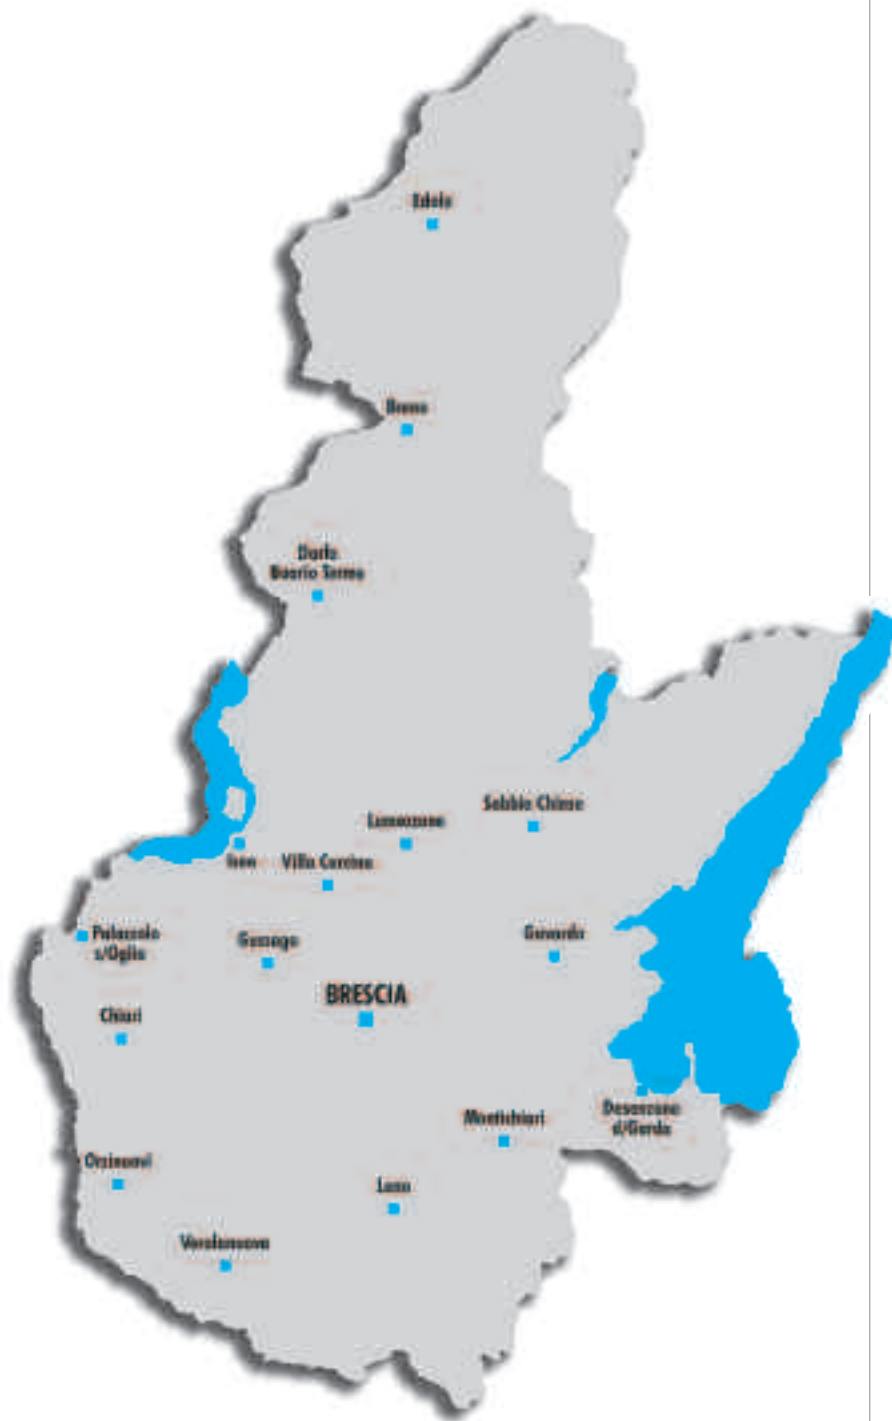 Edolo
Breno
Darfo
Boario Terme
Lumezzane
Sabbio Chiese
Iseo
Villa Carcina
Palazzolo
s/Oglio
Gussago
Gavardo
BRESCIA
Chiari
Montichiari
Desenzano
d/Garda
Orzinuovi
Leno
Verolanuova